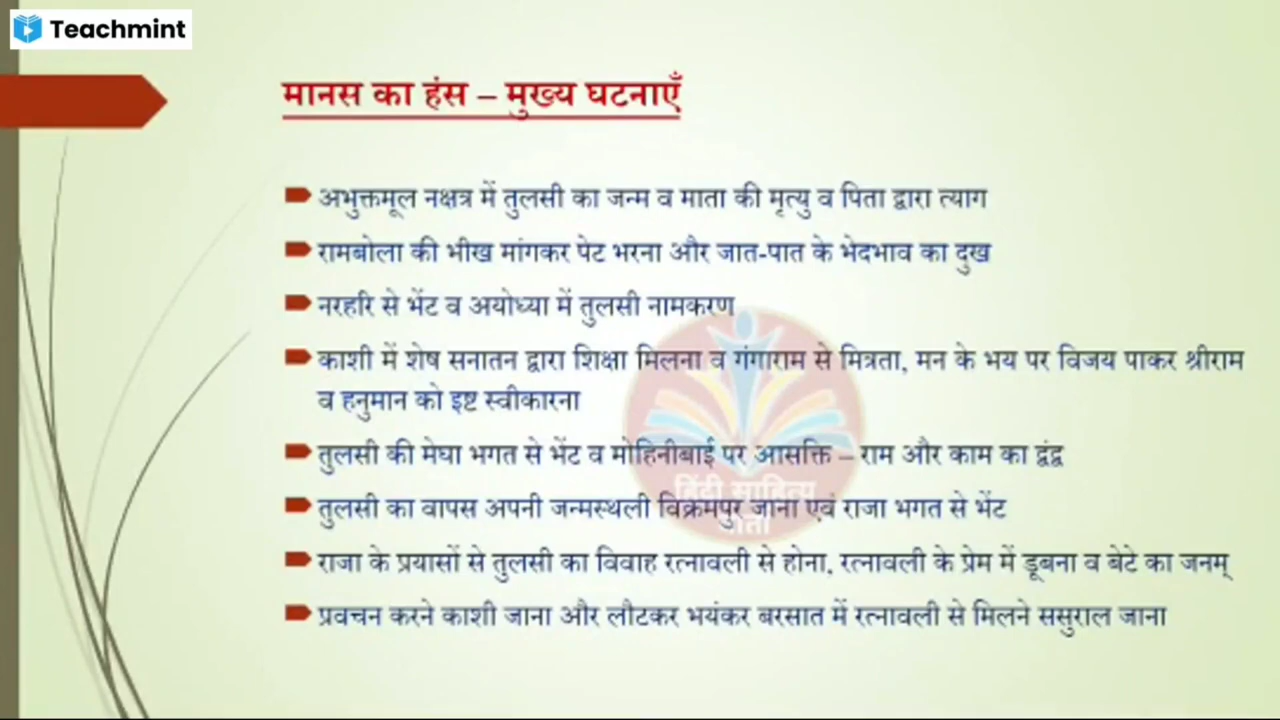 Teachmint
मानस का हंस – मुख्य घटनाएँ
अभुक्तमूल नक्षत्र में तुलसी का जन्म व माता की मृत्यु व पिता द्वारा त्याग
रामबोला की भीख मांगकर पेट भरना और जात-पात के भेदभाव का दुख
नरहरि से भेंट व अयोध्या में तुलसी नामकरण
काशी में शेष सनातन द्वारा शिक्षा मिलना व गंगाराम से मित्रता, मन के भय पर विजय पाकर श्रीराम
व हनुमान को इष्ट स्वीकारना
तुलसी की मेघा भगत से भेंट व मोहिनीबाई पर आसक्ति – राम और काम का द्वंद्व
हिंदी साहित्य
तुलसी का वापस अपनी जन्मस्थली विक्रमपुर जाना एवं राजा भगत से भेंट
राजा के प्रयासों से तुलसी का विवाह रत्नावली से होना, रत्नावली के प्रेम में डूबना व बेटे का जनम्
प्रवचन करने काशी जाना और लौटकर भयंकर बरसात में रत्नावली से मिलने ससुराल जाना